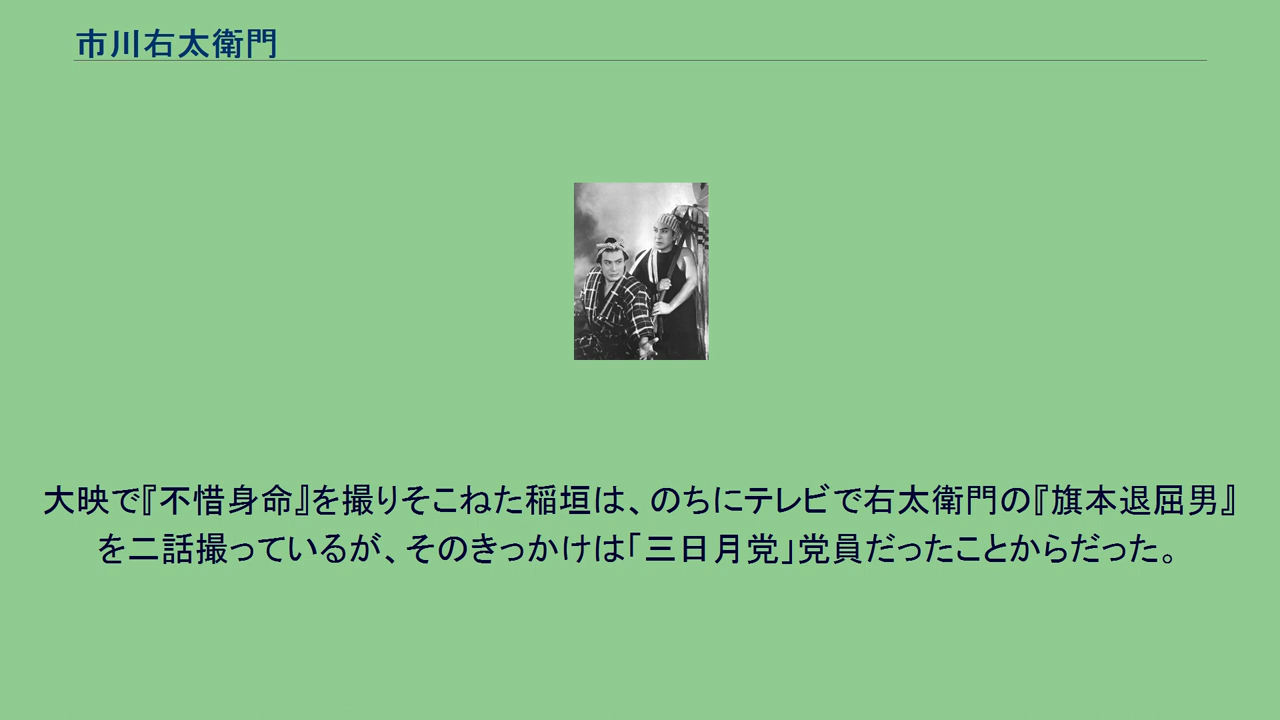 市川右太衛門
大映で『不惜身命』を撮りそこねた稲垣は、のちにテレビで右太衛門の『旗本退屈男』
を二話撮っているが、そのきっかけは「三日月党」党員だったことからだった。